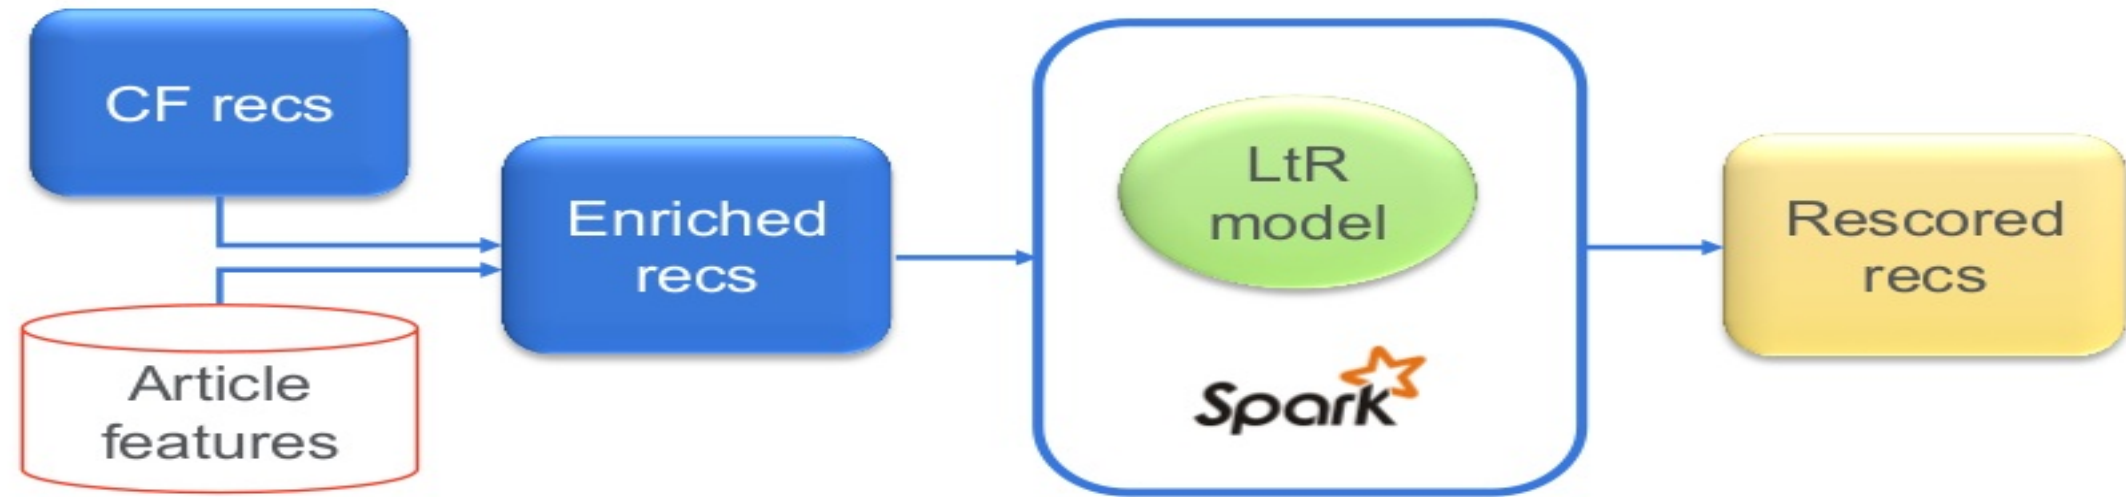 CF recs
Article
features
Enriched
recs
LtR
model
Spark
Rescored
recs